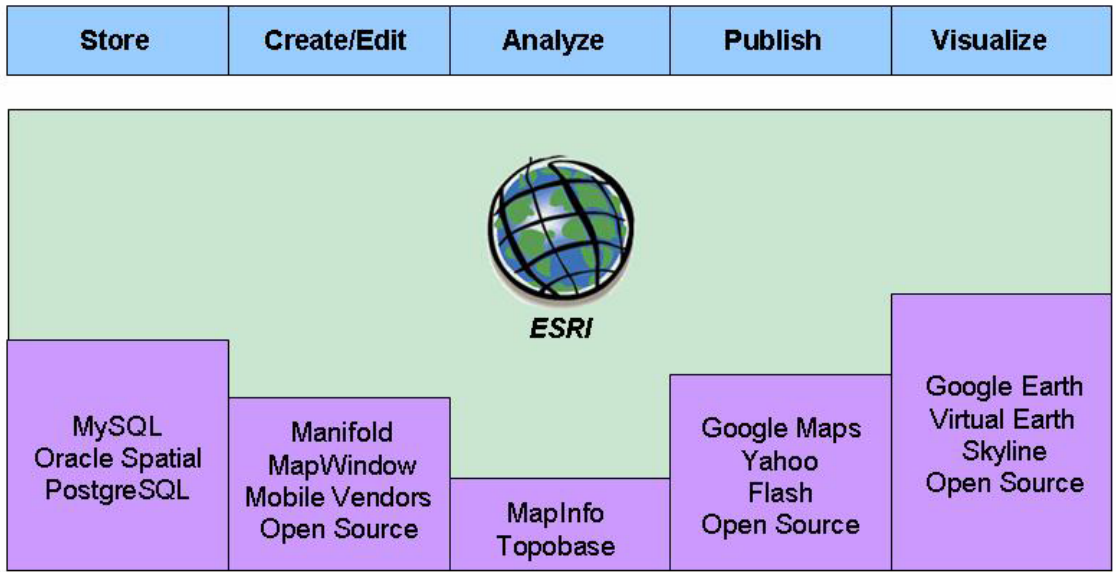 Store
Create/Edit
Analyze
Publish
Visualize
ESRI
MySQL
Oracle Spatial
PostgreSQL
Manifold
MapWindow
Mobile Vendors
Open Source
MapInfo
Topobase
Google Maps
Yahoo
Flash
Open Source
Google Earth
Virtual Earth
Skyline
Open Source